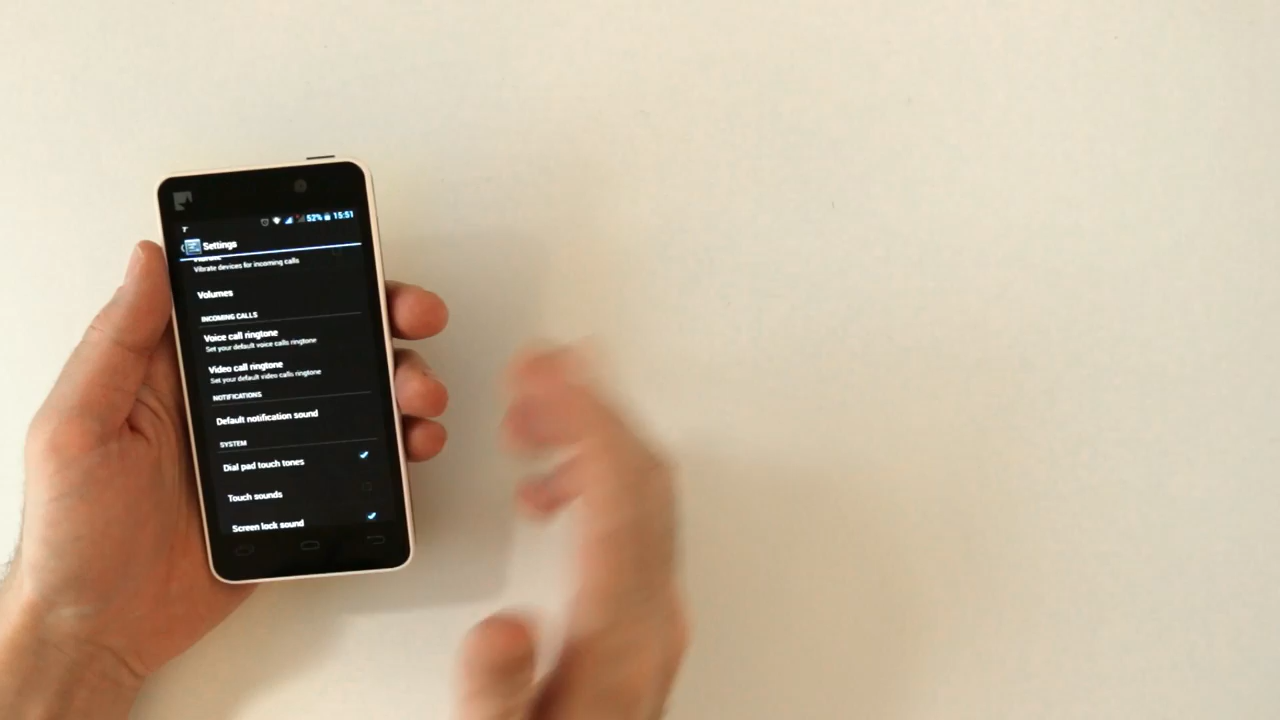 52% 15:51
Settings
Vibrate devices for incoming calls
Volumes
INCOMING CALLS
Voice call ringtone
Set your default voice calls ringtone
Video call ringtone
Set your default video calls ringtone
NOTIFICATIONS
Default notification sound
SYSTEM
Dial pad touch tones
Touch sounds
Screen lock sound